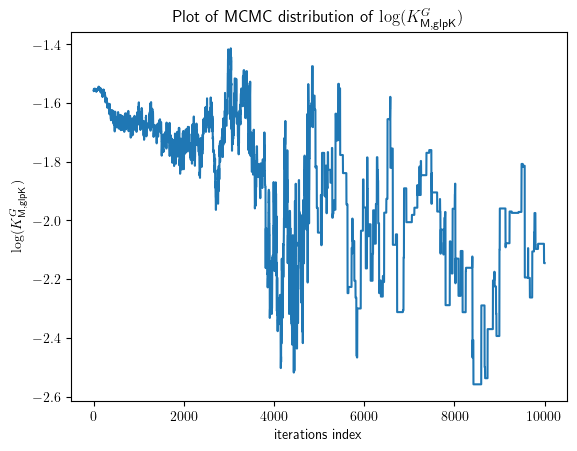 Plot of MCMC distribution of log(K^G_{M,glpK})
−1.4
−1.6
−1.8
−2.0
−2.2
−2.4
−2.6
log(K^G_{M,glpK})
0 2000 4000 6000 8000 10000
iterations index